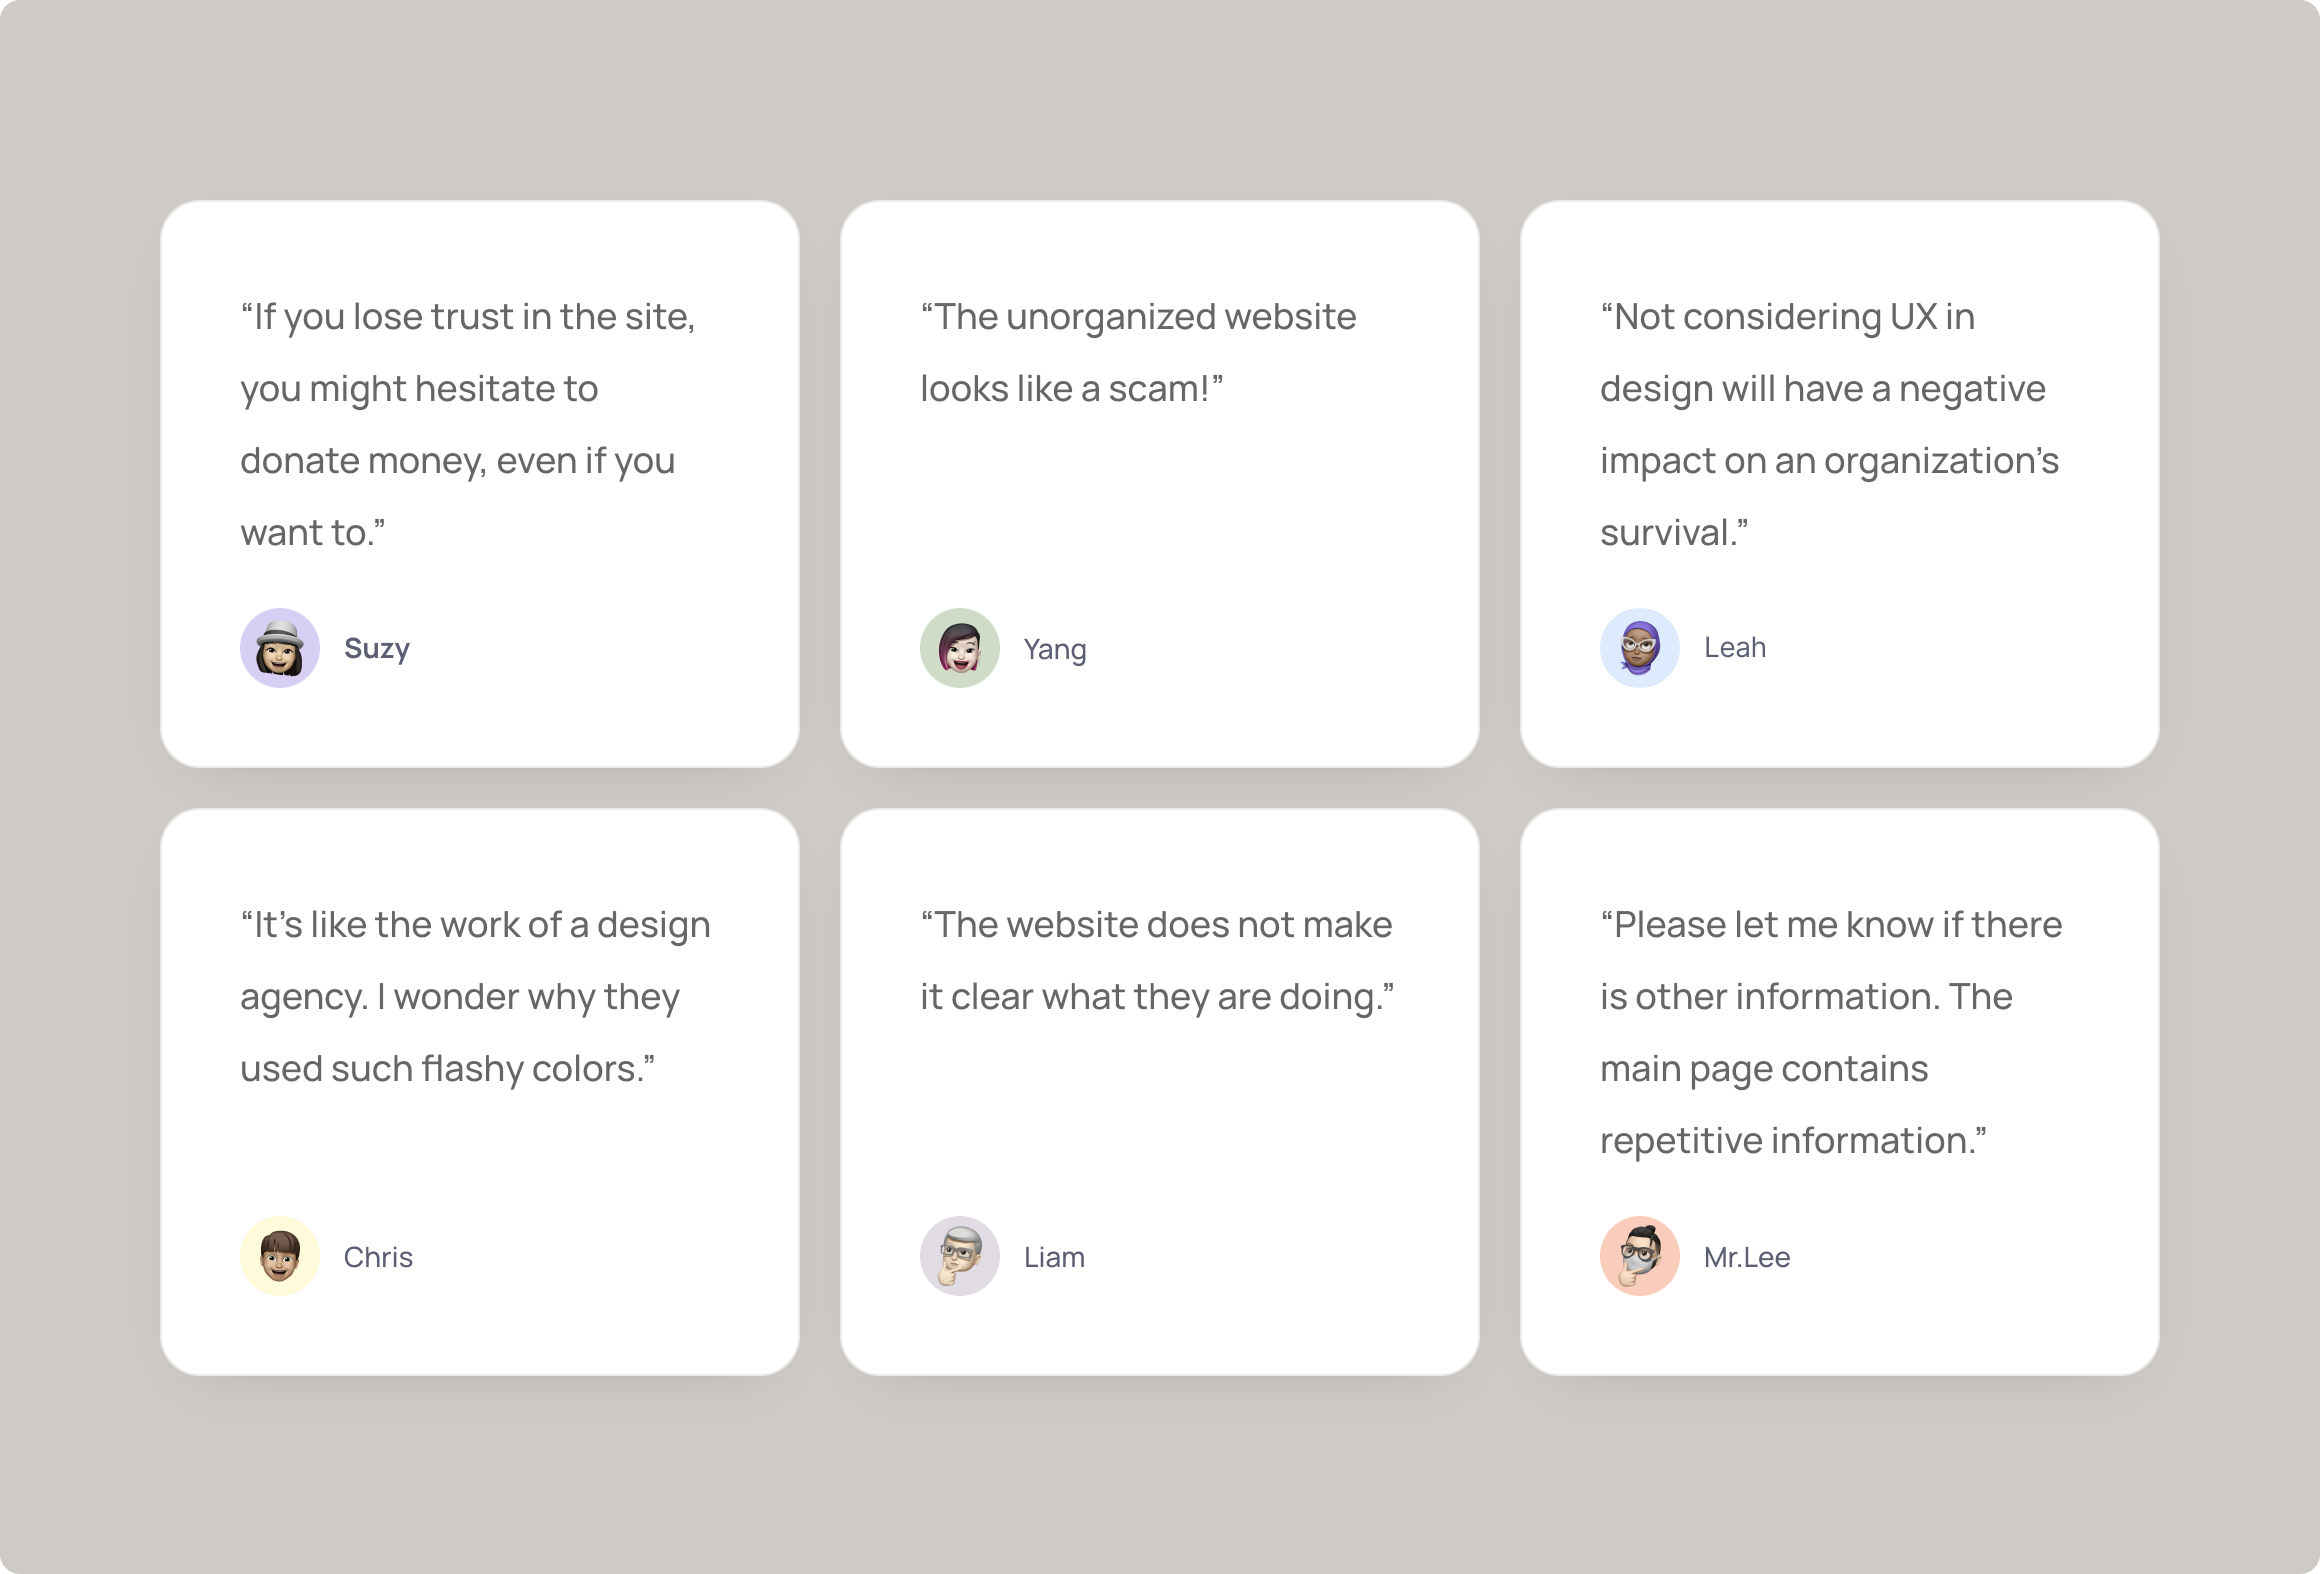 “If you lose trust in the site,
you might hesitate to
donate money, even if you
want to.”
Suzy
“The unorganized website
looks like a scam!”
Yang
“Not considering UX in
design will have a negative
impact on an organization’s
survival.”
Leah
“It’s like the work of a design
agency. I wonder why they
used such flashy colors.”
Chris
“The website does not make
it clear what they are doing.”
Liam
“Please let me know if there
is other information. The
main page contains
repetitive information.”
Mr.Lee